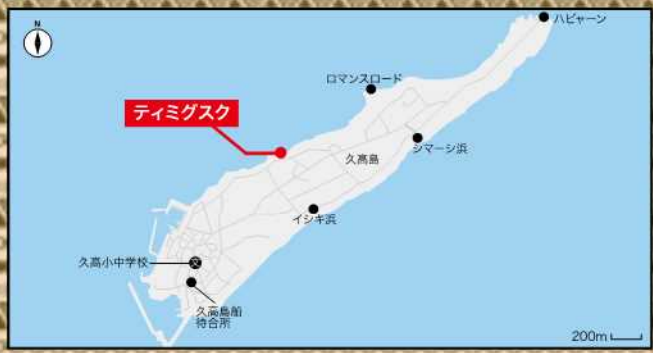 N
ハビャーン
ロマンスロード
ティミグスク
シマーシ浜
久高島
イシキ浜
久高小中学校
文
久高島船
待合所
200m